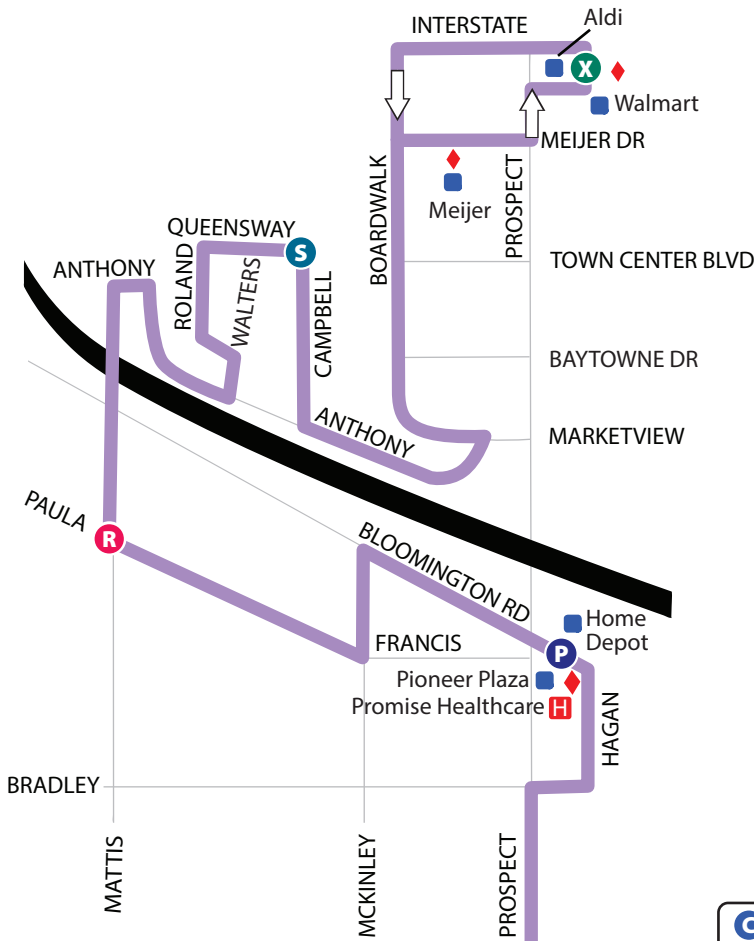 INTERSTATE
Aldi
X
Walmart
MEIJER DR
BOARDWALK
PROSPECT
Meijer
QUEENSWAY
S
ANTHONY
ROLAND
WALTERS
CAMPBELL
TOWN CENTER BLVD
BAYTOWNE DR
ANTHONY
MARKETVIEW
PAULA
R
BLOOMINGTON RD
Home
Depot
FRANCIS
P
Pioneer Plaza
Promise Healthcare
H
HAGAN
BRADLEY
MATTIS
MCKINLEY
PROSPECT
C